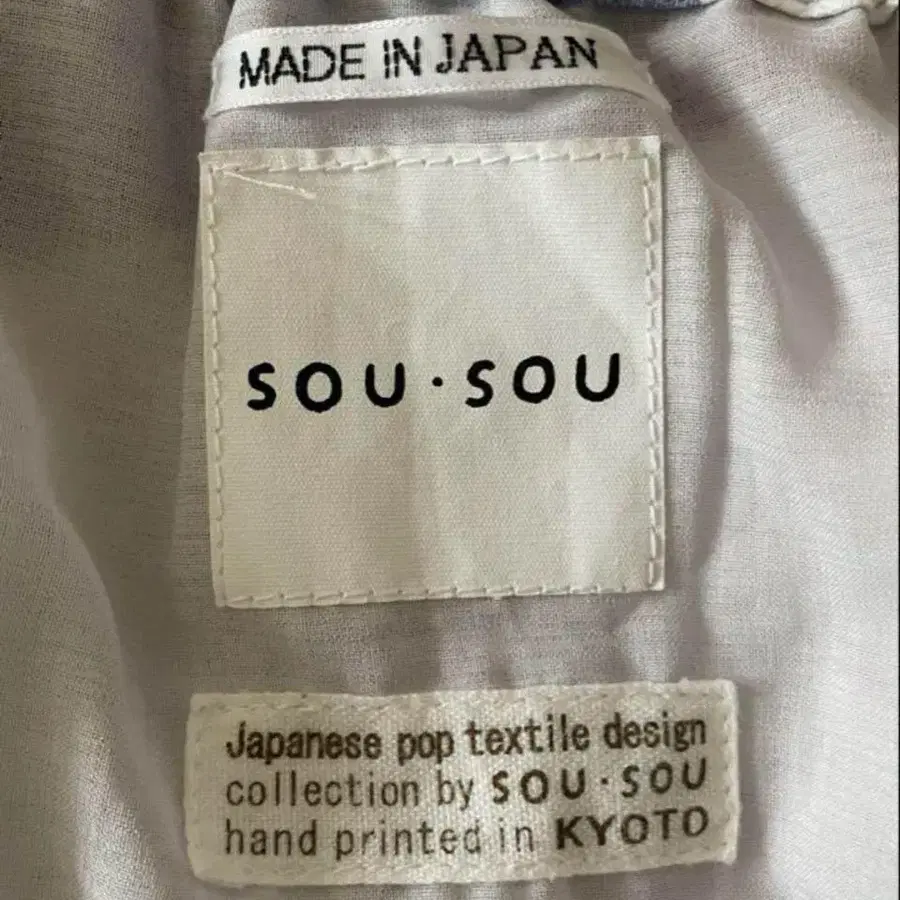 MADE IN JAPAN
SOU・SOU
Japanese pop textile design
collection by SOU・SOU
hand printed in KYOTO